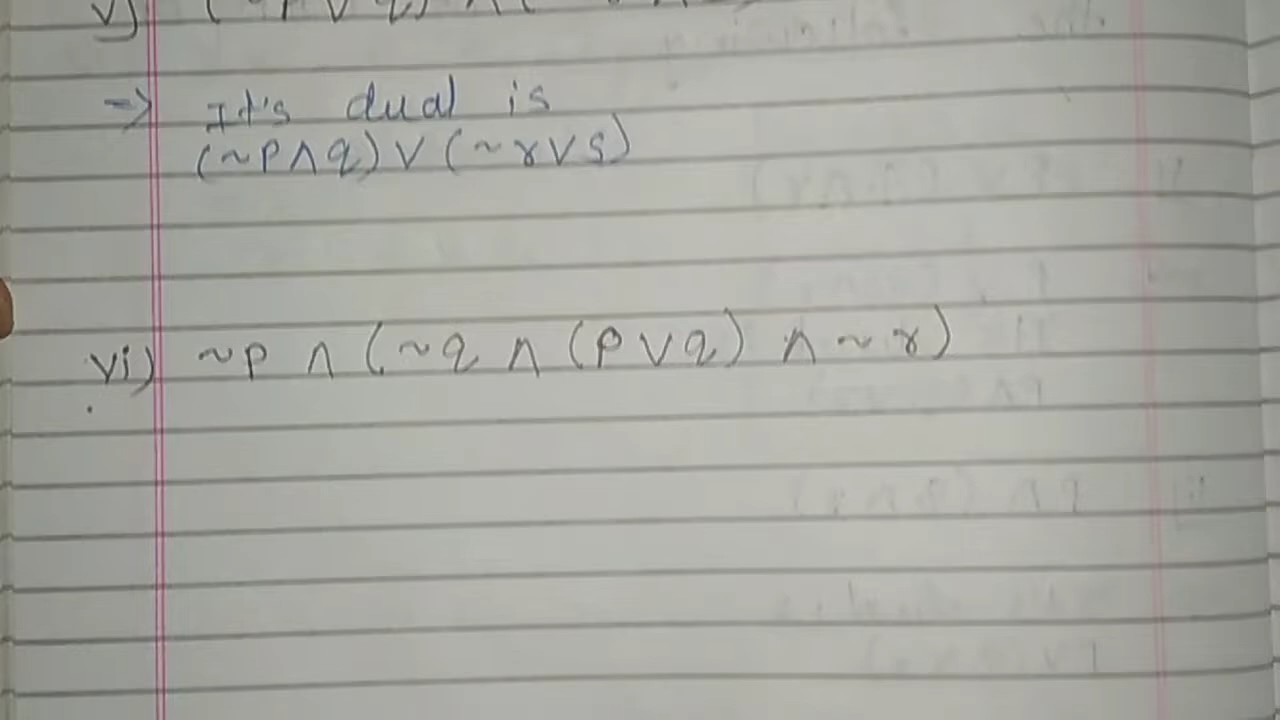 v) (~p∨q) ∧ (
=> It's dual is
(~p∧q)∨(~r∨s)
vi) ~p ∧ (~q ∧ (p∨q) ∧ ~r)